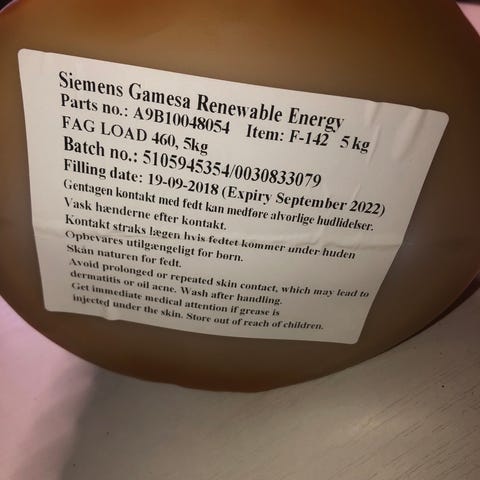 Siemens Gamesa Renewable Energy
Parts no.: A9B10048054 Item: F-142 5 kg
FAG LOAD 460, 5kg
Batch no.: 5105945354/0030833079
Filling date: 19-09-2018 (Expiry September 2022)
Gentagen kontakt med fedt kan medføre alvorlige hudlidelser.
Vask hænderne efter kontakt.
Kontakt straks lægen hvis fedtet kommer under huden
Opbevares utilgængeligt for børn.
Skån naturen for fedt.
Avoid prolonged or repeated skin contact, which may lead to
dermatitis or oil acne. Wash after handling.
Get immediate medical attention if grease is
injected under the skin. Store out of reach of children.